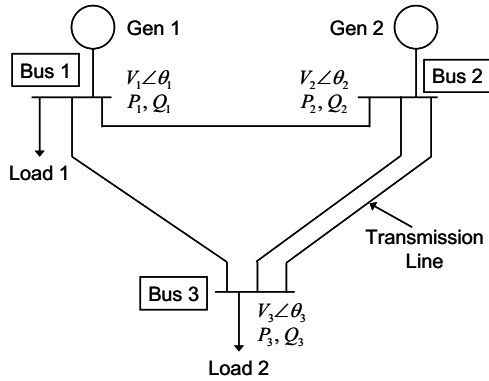 Gen 1
Gen 2
Bus 1
Bus 2
V₁∠θ₁
P₁, Q₁
V₂∠θ₂
P₂, Q₂
Load 1
Transmission
Line
Bus 3
V₃∠θ₃
P₃, Q₃
Load 2